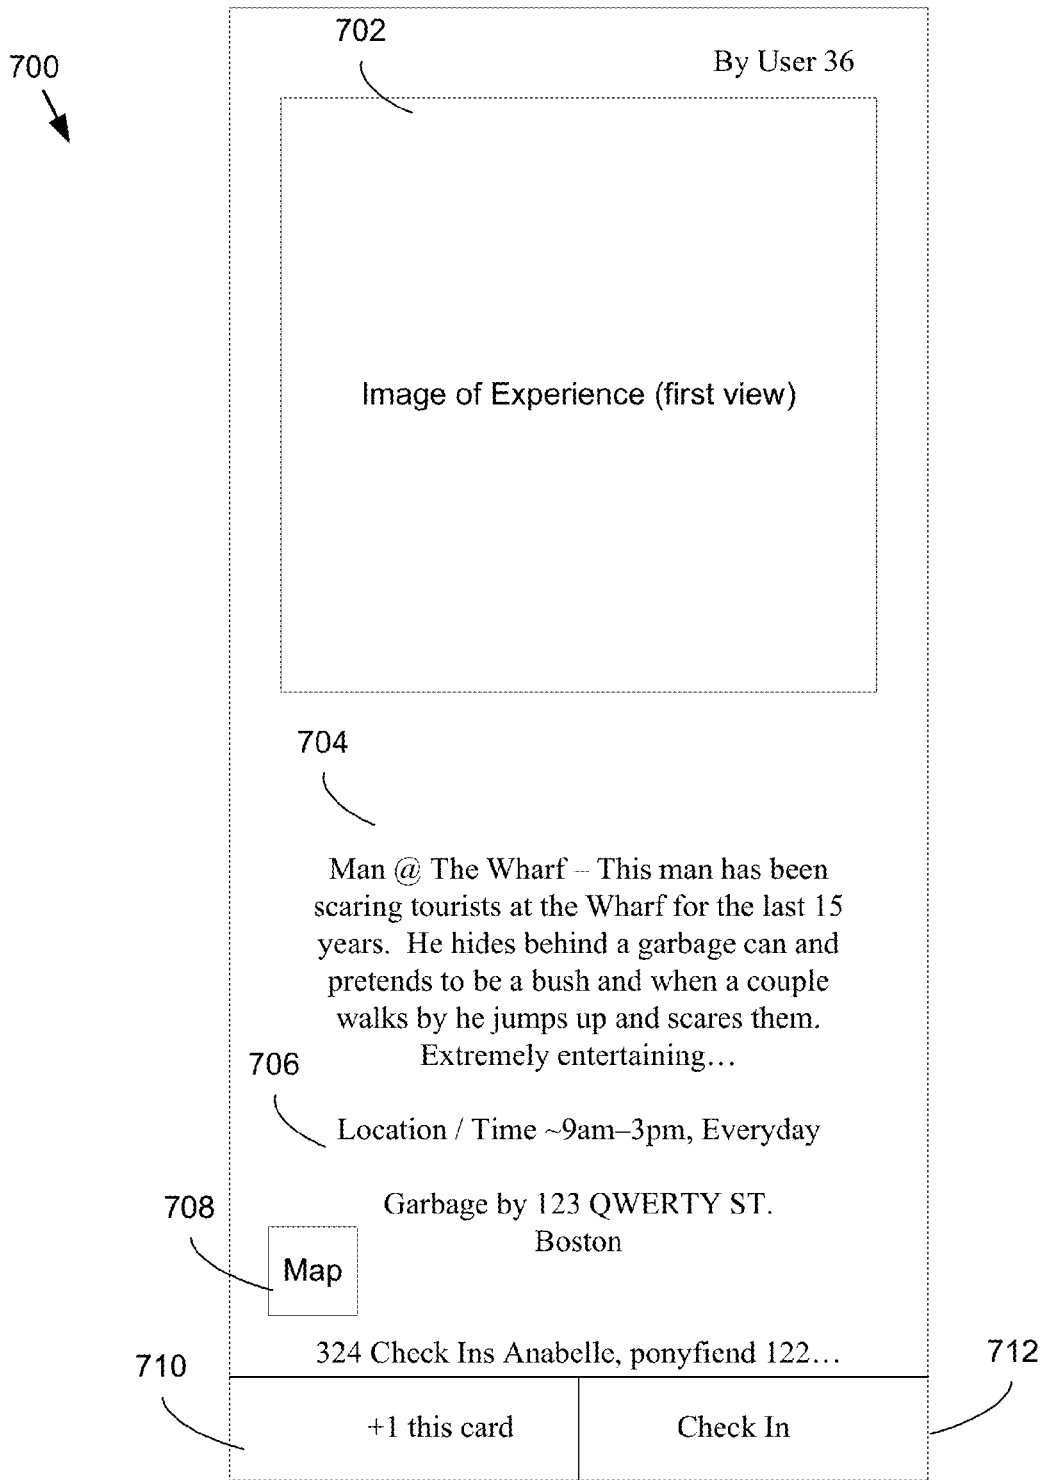 700
702
By User 36
Image of Experience (first view)
704
Man @ The Wharf – This man has been
scaring tourists at the Wharf for the last 15
years.  He hides behind a garbage can and
pretends to be a bush and when a couple
walks by he jumps up and scares them.
Extremely entertaining…
706
Location / Time ~9am–3pm, Everyday
Garbage by 123 QWERTY ST.
Boston
708
Map
324 Check Ins Anabelle, ponyfiend 122…
710
712
+1 this card
Check In